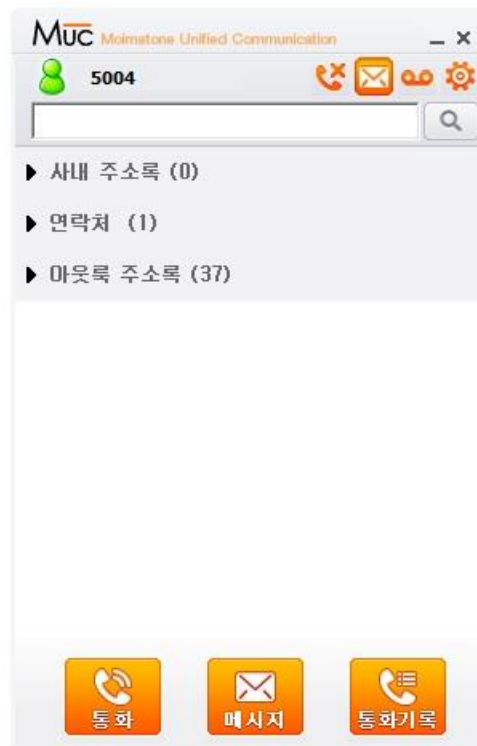 MUC Moimstone Unified Communication
5004
사내 주소록 (0)
연락처 (1)
아웃룩 주소록 (37)
통화
메시지
통화기록